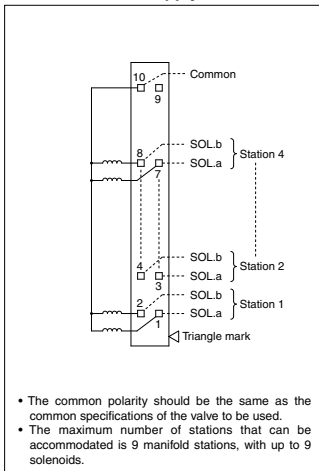 10
Common
9
SOL.b
8
SOL.a
Station 4
7
SOL.b
4
SOL.a
Station 2
3
SOL.b
2
SOL.a
Station 1
1
Triangle mark
• The common polarity should be the same as the
common specifications of the valve to be used.
• The maximum number of stations that can be
accommodated is 9 manifold stations, with up to 9
solenoids.